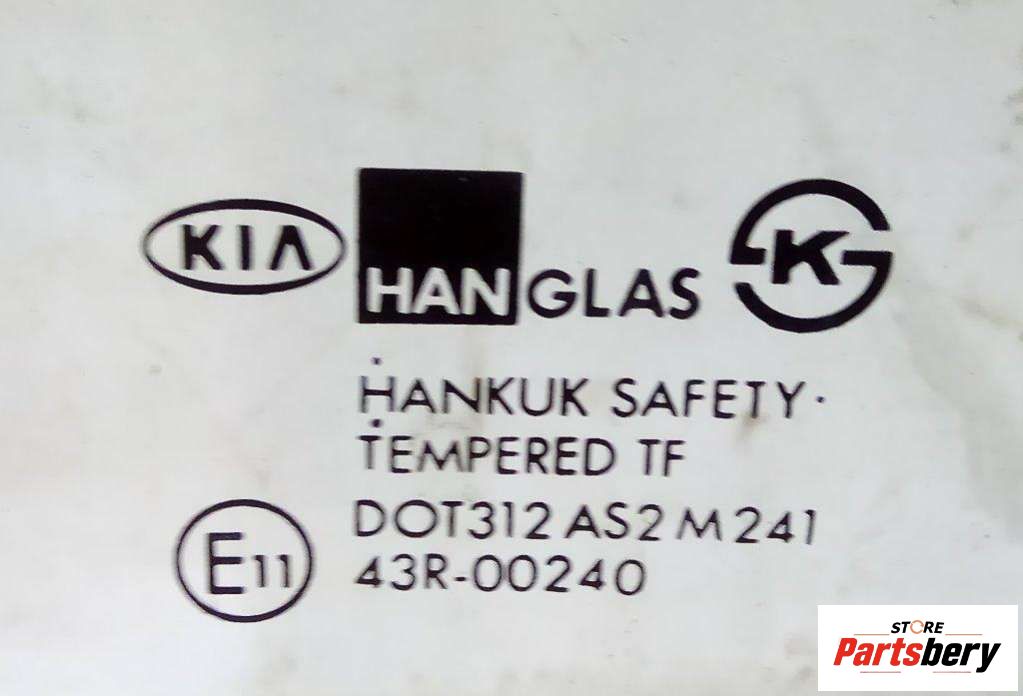 KIA HANGLAS K
HANKUK SAFETY
TEMPERED TF
DOT312 AS2 M241
E11 43R-00240
STORE
Partsbery